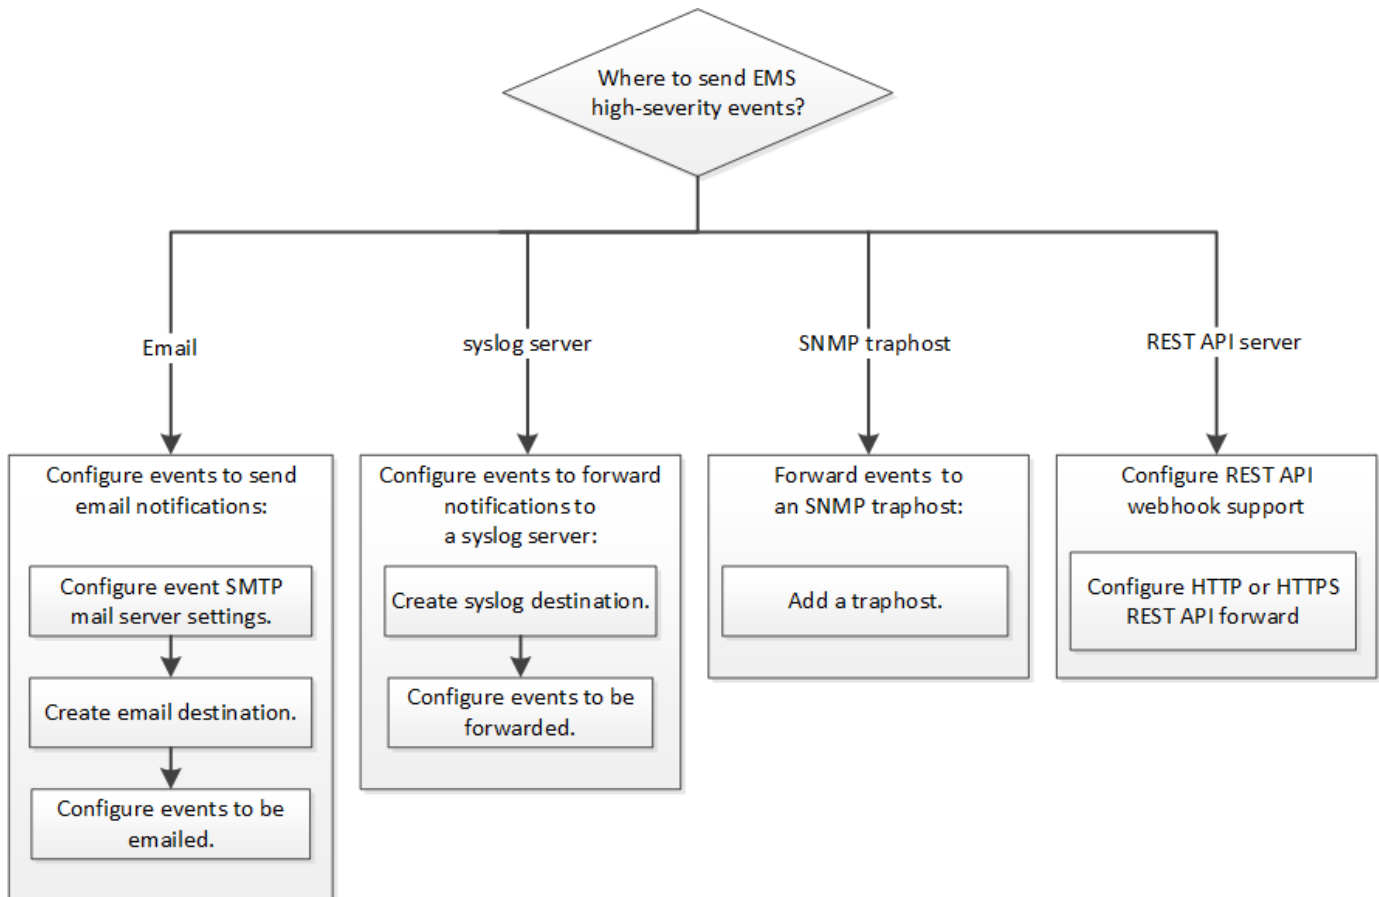 Where to send EMS
high-severity events?
Email
syslog server
SNMP traphost
REST API server
Configure events to send
email notifications:
Configure event SMTP
mail server settings.
Create email destination.
Configure events to be
emailed.
Configure events to forward
notifications to
a syslog server:
Create syslog destination.
Configure events to be
forwarded.
Forward events to
an SNMP traphost:
Add a traphost.
Configure REST API
webhook support
Configure HTTP or HTTPS
REST API forward